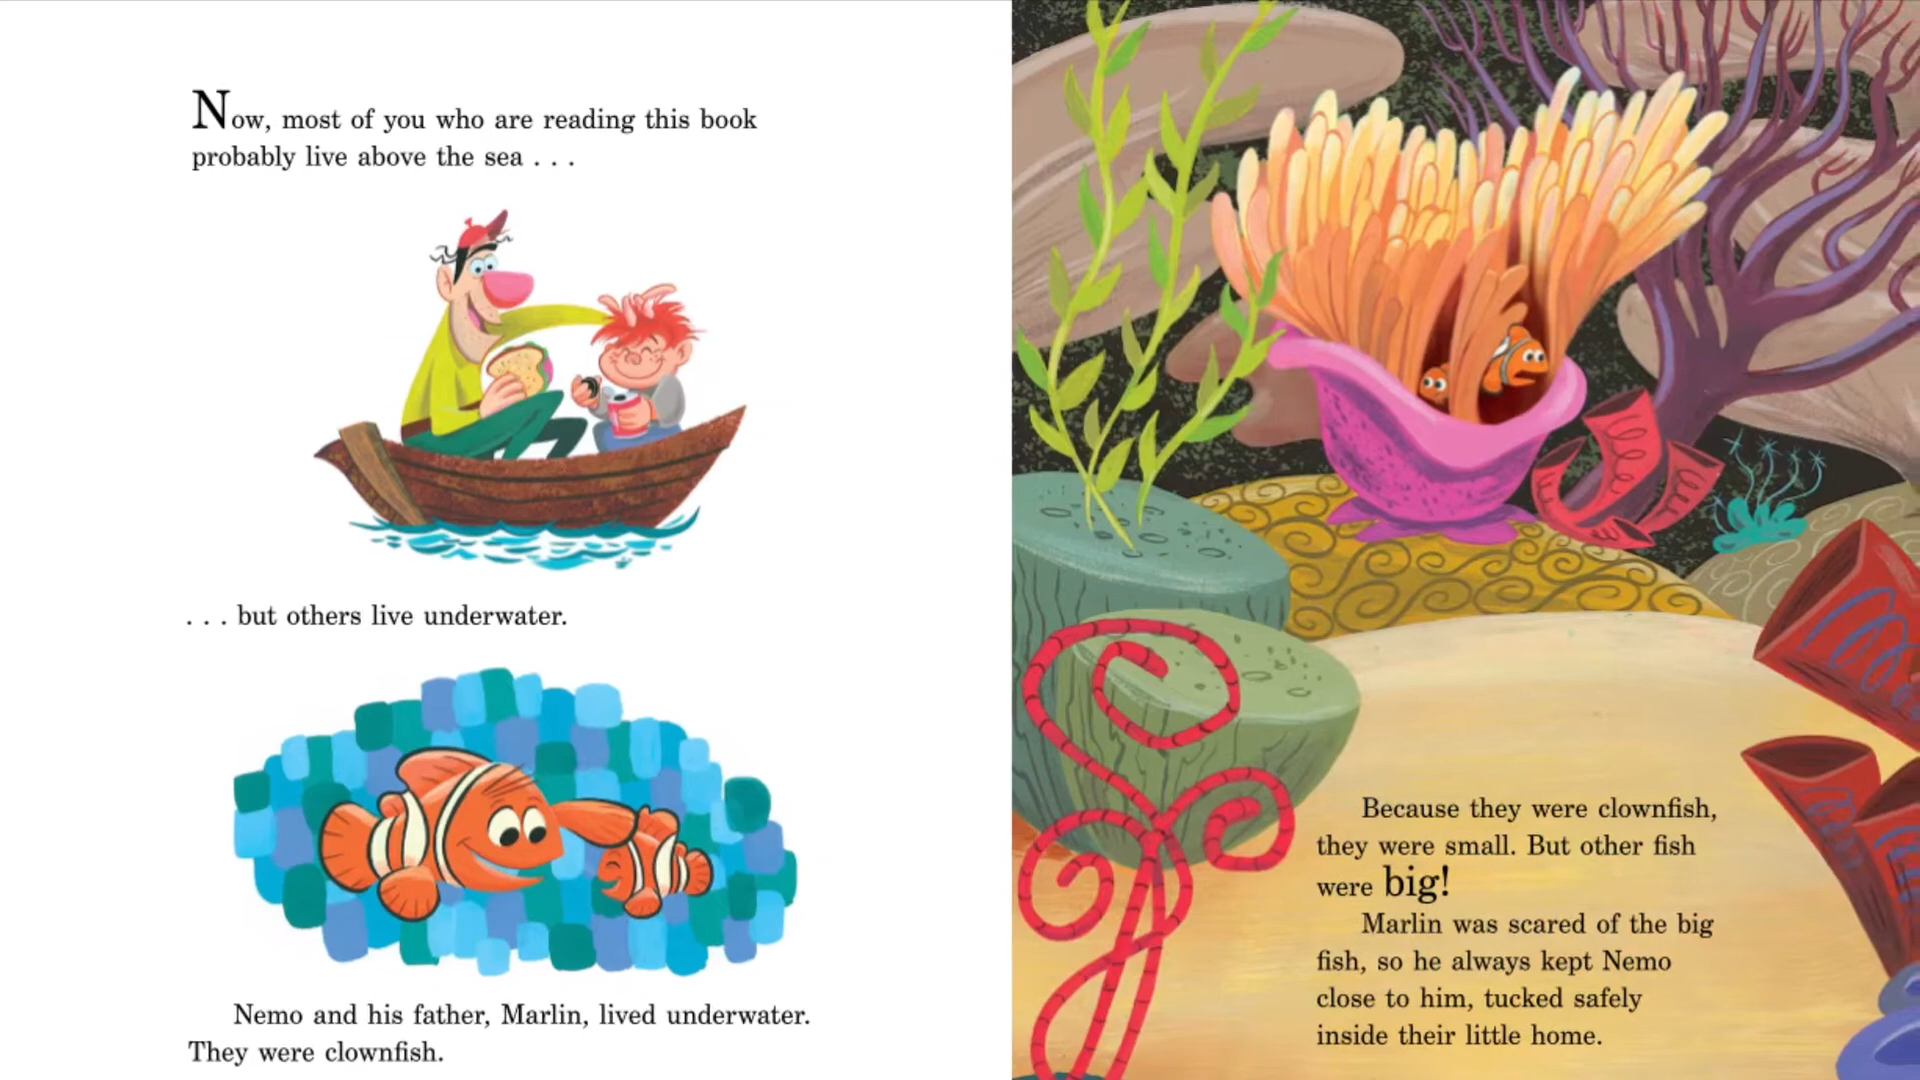 Now, most of you who are reading this book
probably live above the sea . . .
. . . but others live underwater.
Nemo and his father, Marlin, lived underwater.
They were clownfish.
Because they were clownfish,
they were small. But other fish
were big!
Marlin was scared of the big
fish, so he always kept Nemo
close to him, tucked safely
inside their little home.